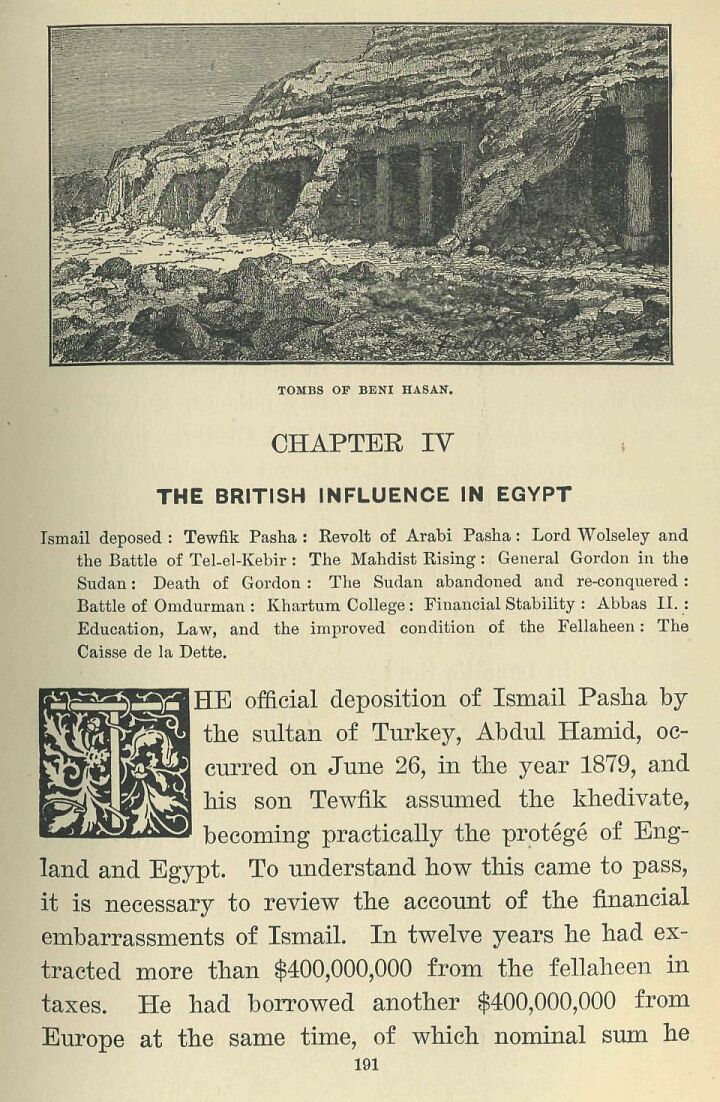 TOMBS OF BENI HASAN.
CHAPTER IV
THE BRITISH INFLUENCE IN EGYPT
Ismail deposed : Tewfik Pasha : Revolt of Arabi Pasha : Lord Wolseley and
the Battle of Tel-el-Kebir : The Mahdist Rising : General Gordon in the
Sudan : Death of Gordon : The Sudan abandoned and re-conquered :
Battle of Omdurman : Khartum College : Financial Stability : Abbas II. :
Education, Law, and the improved condition of the Fellaheen : The
Caisse de la Dette.
THE official deposition of Ismail Pasha by
the sultan of Turkey, Abdul Hamid, oc-
curred on June 26, in the year 1879, and
his son Tewfik assumed the khedivate,
becoming practically the protégé of Eng-
land and Egypt. To understand how this came to pass,
it is necessary to review the account of the financial
embarrassments of Ismail. In twelve years he had ex-
tracted more than $400,000,000 from the fellaheen in
taxes. He had borrowed another $400,000,000 from
Europe at the same time, of which nominal sum he
191